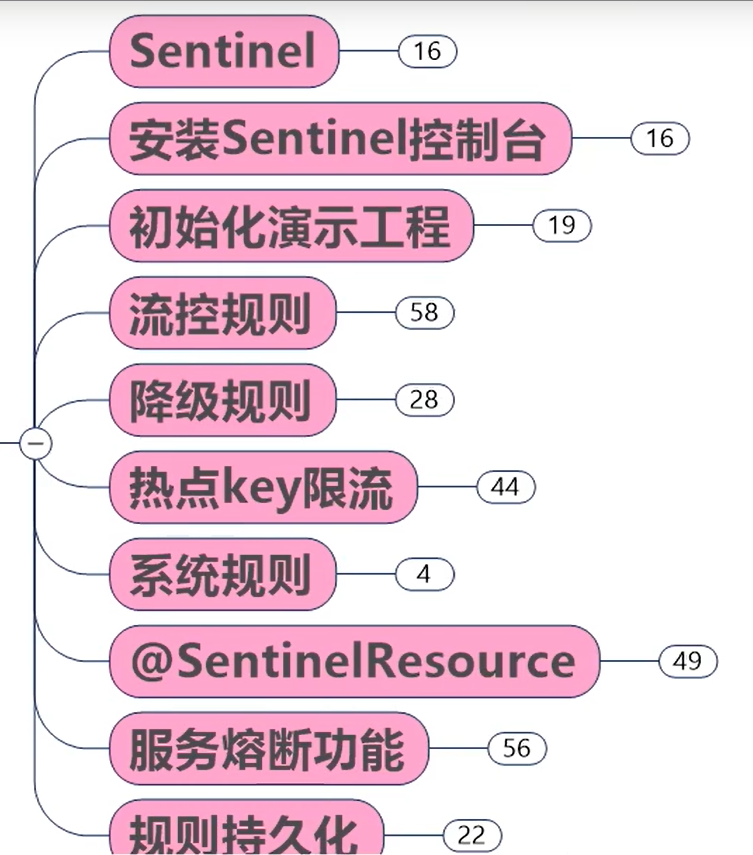 Sentinel 16
安装Sentinel控制台 16
初始化演示工程 19
流控规则 58
降级规则 28
热点key限流 44
系统规则 4
@SentinelResource 49
服务熔断功能 56
规则持久化 22